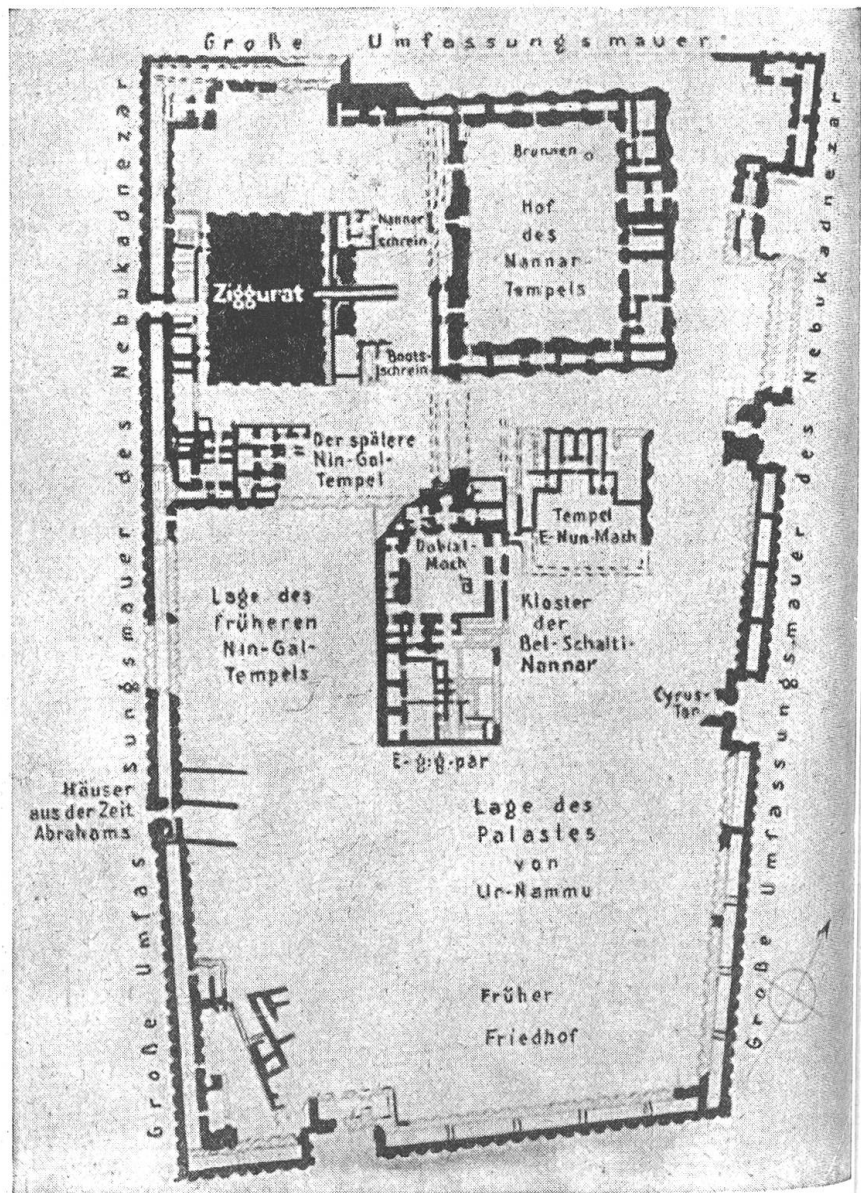 Große Umfassungsmauer
Große Umfassungsmauer des Nebukadnezar
Brunnen
Hof
des
Nannar-
Tempels
Nannar
schrein
Ziggurat
Boots-
schrein
Der spätere
Nin-Gal-
Tempel
Tempel
E-Nun-Mach
Dublal-
Mach
Lage des
früheren
Nin-Gal-
Tempels
Kloster
der
Bel-Schalti-
Nannar
Cyrus-
Tor
E-gig-par
Häuser
aus der Zeit
Abrahams
Lage des
Palastes
von
Ur-Nammu
Früher
Friedhof
Große Umfassungsmauer des Nebukadnezar